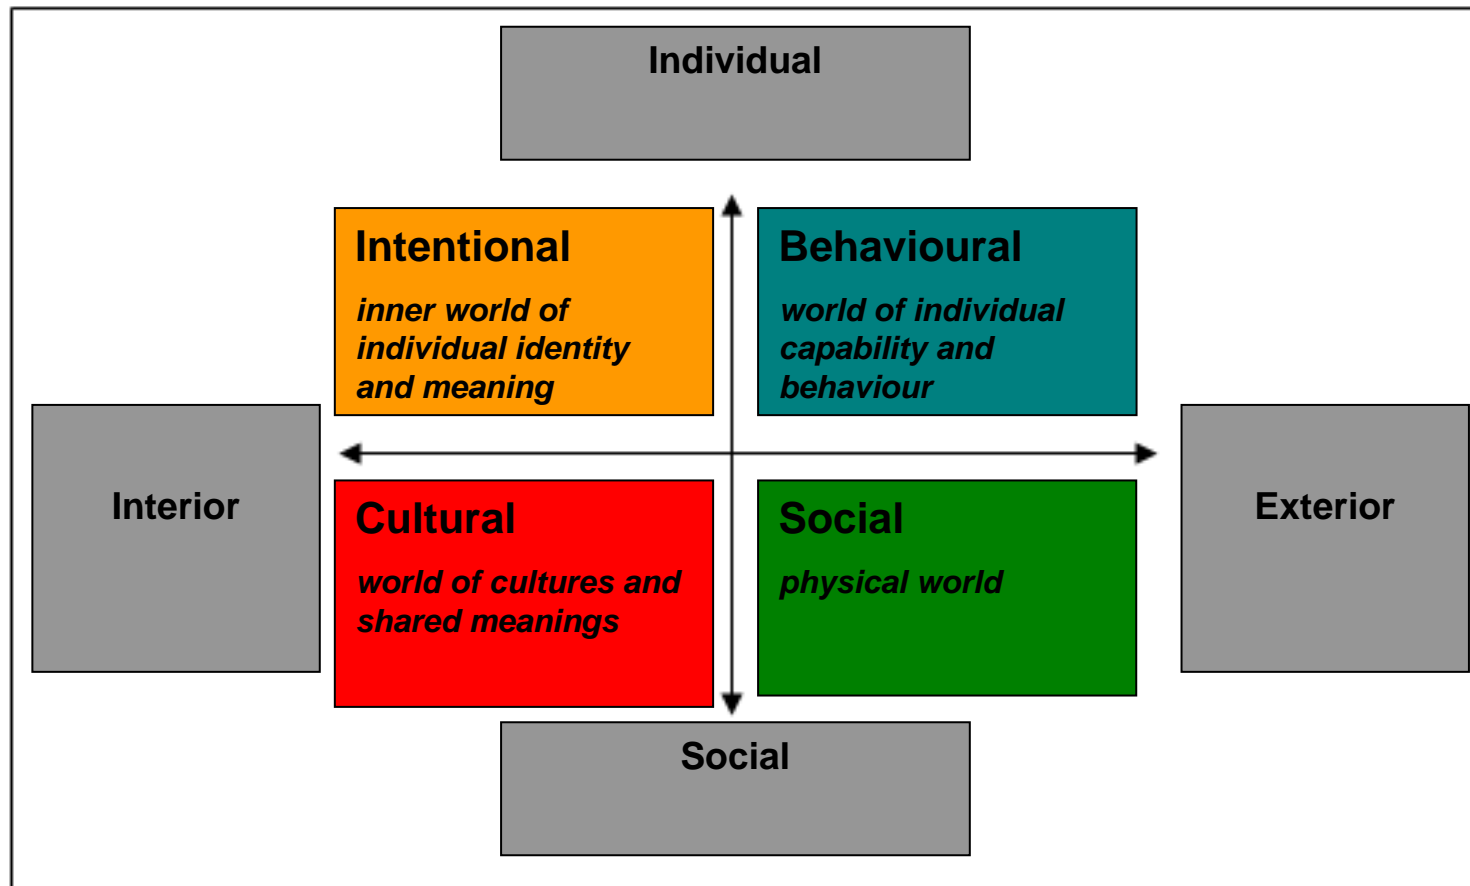 Individual
Intentional
inner world of
individual identity
and meaning
Behavioural
world of individual
capability and
behaviour
Interior
Exterior
Cultural
world of cultures and
shared meanings
Social
physical world
Social